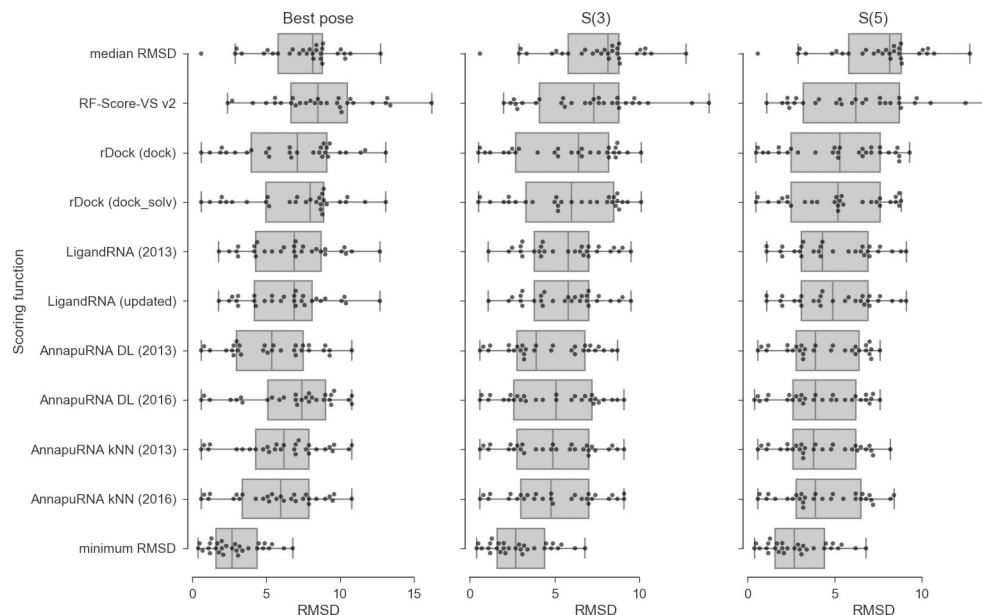 Best pose
S(3)
S(5)
Scoring function
median RMSD
RF-Score-VS v2
rDock (dock)
rDock (dock_solv)
LigandRNA (2013)
LigandRNA (updated)
AnnapuRNA DL (2013)
AnnapuRNA DL (2016)
AnnapuRNA kNN (2013)
AnnapuRNA kNN (2016)
minimum RMSD
0 5 10 15
0 5 10
0 5 10
RMSD
RMSD
RMSD